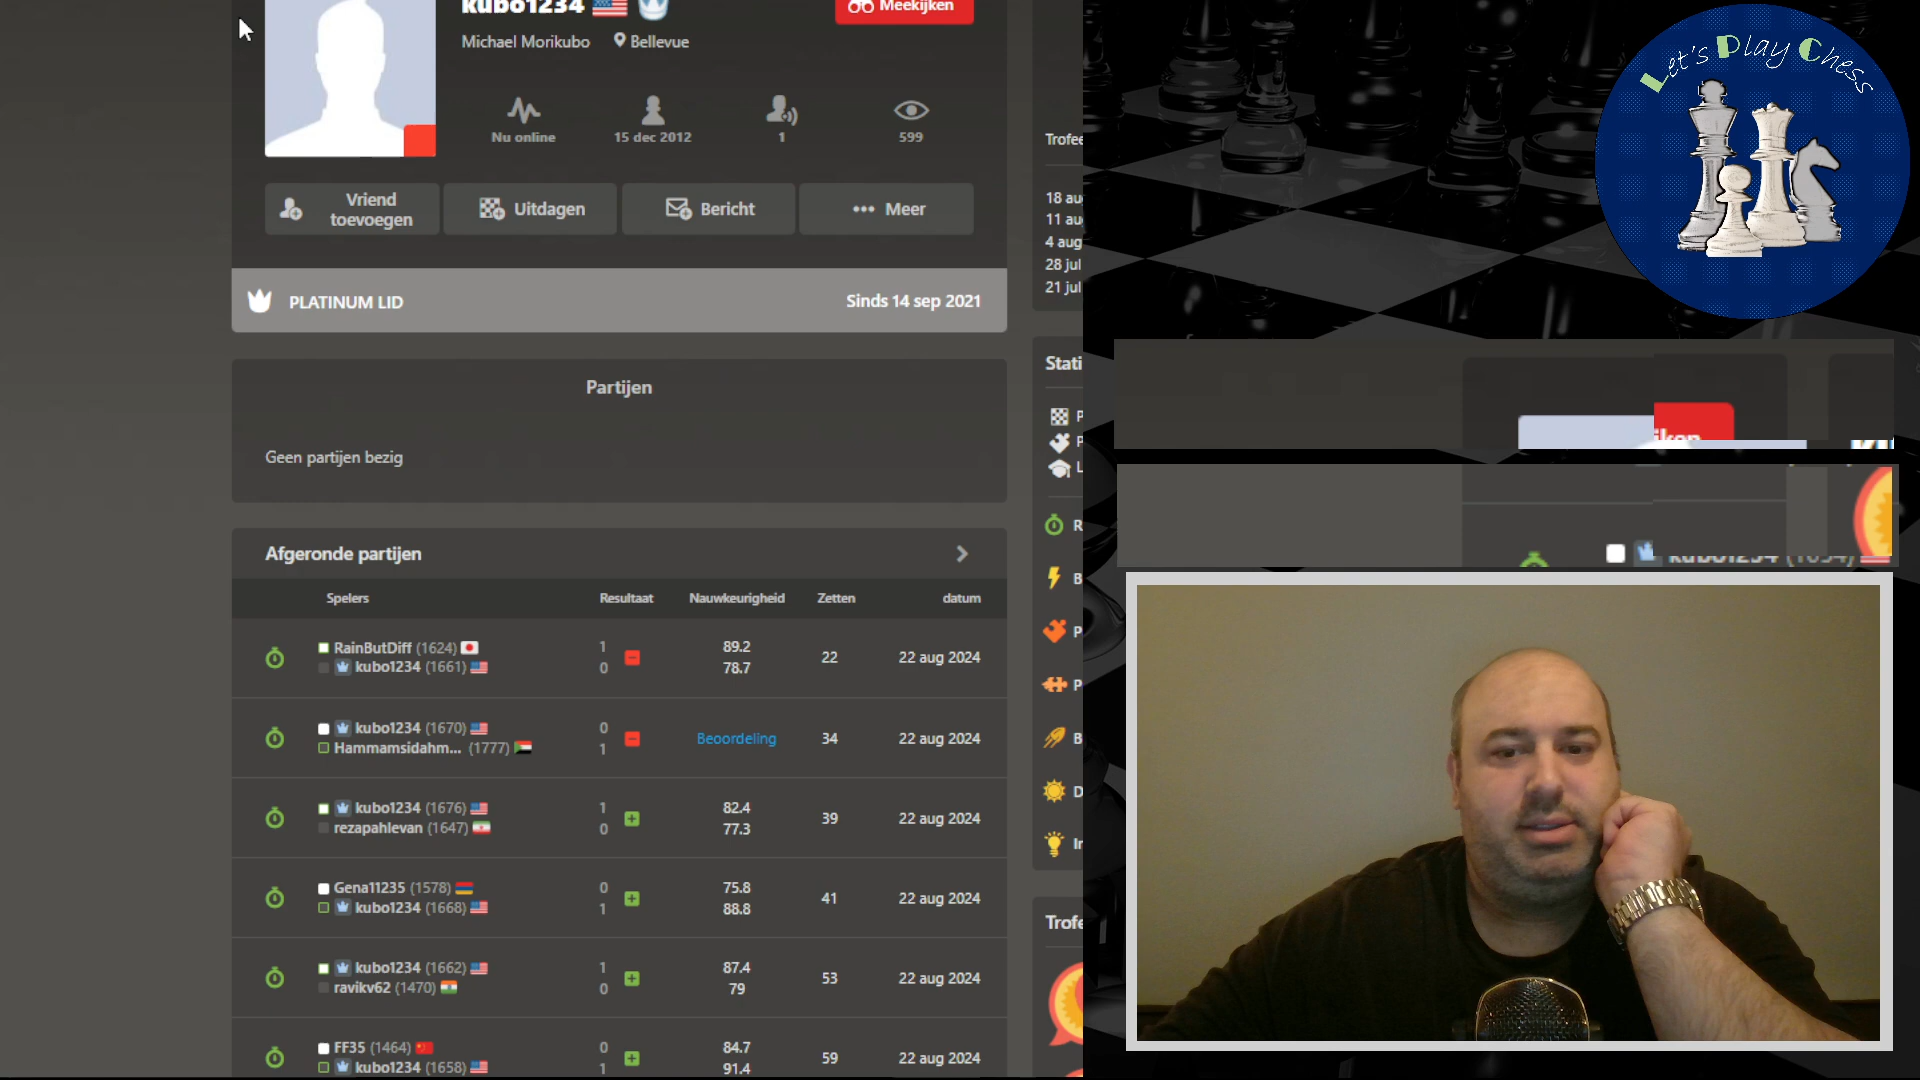 kubo1234
Meekijken
Michael Morikubo
Bellevue
Nu online
15 dec 2012
1
599
Vriend toevoegen
Uitdagen
Bericht
Meer
PLATINUM LID
Sinds 14 sep 2021
Partijen
Geen partijen bezig
Afgeronde partijen
Spelers Resultaat Nauwkeurigheid Zetten datum
RainButDiff (1624) 1 89.2
kubo1234 (1661) 0 78.7
22 22 aug 2024
kubo1234 (1670) 0
Hammamsidahm... (1777) 1
Beoordeling 34 22 aug 2024
kubo1234 (1676) 1 82.4
rezapahlevan (1647) 0 77.3
39 22 aug 2024
Gena11235 (1578) 0 75.8
kubo1234 (1668) 1 88.8
41 22 aug 2024
kubo1234 (1662) 1 87.4
ravikv62 (1470) 0 79
53 22 aug 2024
FF35 (1464) 0 84.7
kubo1234 (1658) 1 91.4
59 22 aug 2024
Trofee
18 au
11 au
4 aug
28 jul
21 jul
Stati
P
P
L
R
B
P
P
B
D
In
Trofe
Let's Play Chess